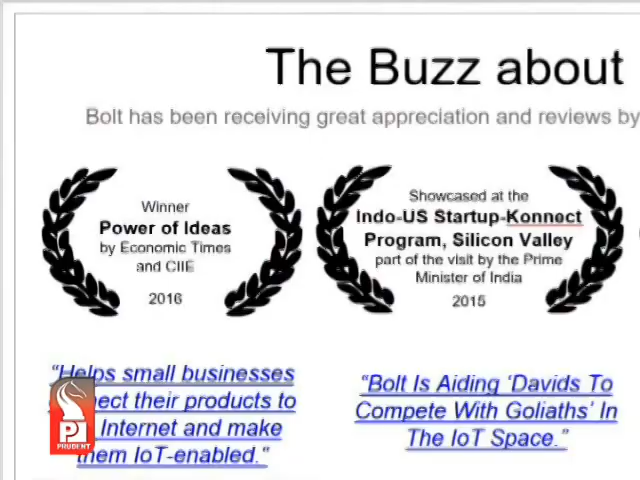 The Buzz about
Bolt has been receiving great appreciation and reviews by
Winner
Power of Ideas
by Economic Times
and CIIE
2016
Showcased at the
Indo-US Startup-Konnect
Program, Silicon Valley
part of the visit by the Prime
Minister of India
2015
“Helps small businesses
their products to
Internet and make
them IoT-enabled."
“Bolt Is Aiding ‘Davids To
Compete With Goliaths’ In
The IoT Space.”
PRUDENT